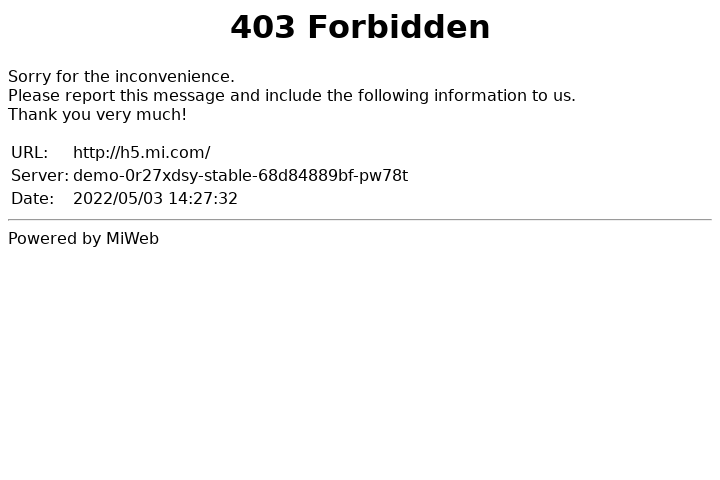 403 Forbidden
Sorry for the inconvenience.
Please report this message and include the following information to us.
Thank you very much!
URL: http://h5.mi.com/
Server: demo-0r27xdsy-stable-68d84889bf-pw78t
Date: 2022/05/03 14:27:32
Powered by MiWeb